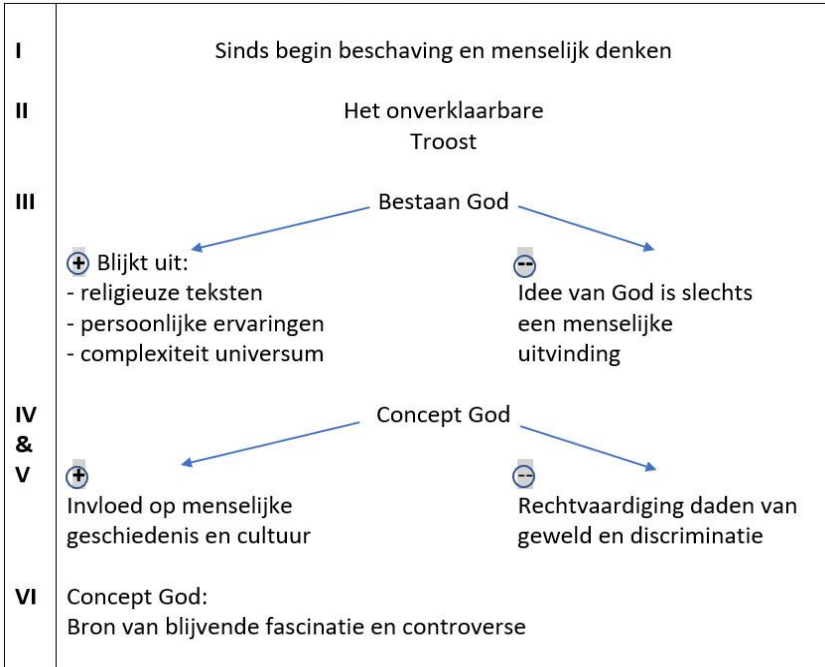 I Sinds begin beschaving en menselijk denken
II Het onverklaarbare
Troost
III Bestaan God
+ Blijkt uit:
- religieuze teksten
- persoonlijke ervaringen
- complexiteit universum
--
Idee van God is slechts
een menselijke
uitvinding
IV Concept God
&
V
+
Invloed op menselijke
geschiedenis en cultuur
--
Rechtvaardiging daden van
geweld en discriminatie
VI Concept God:
Bron van blijvende fascinatie en controverse